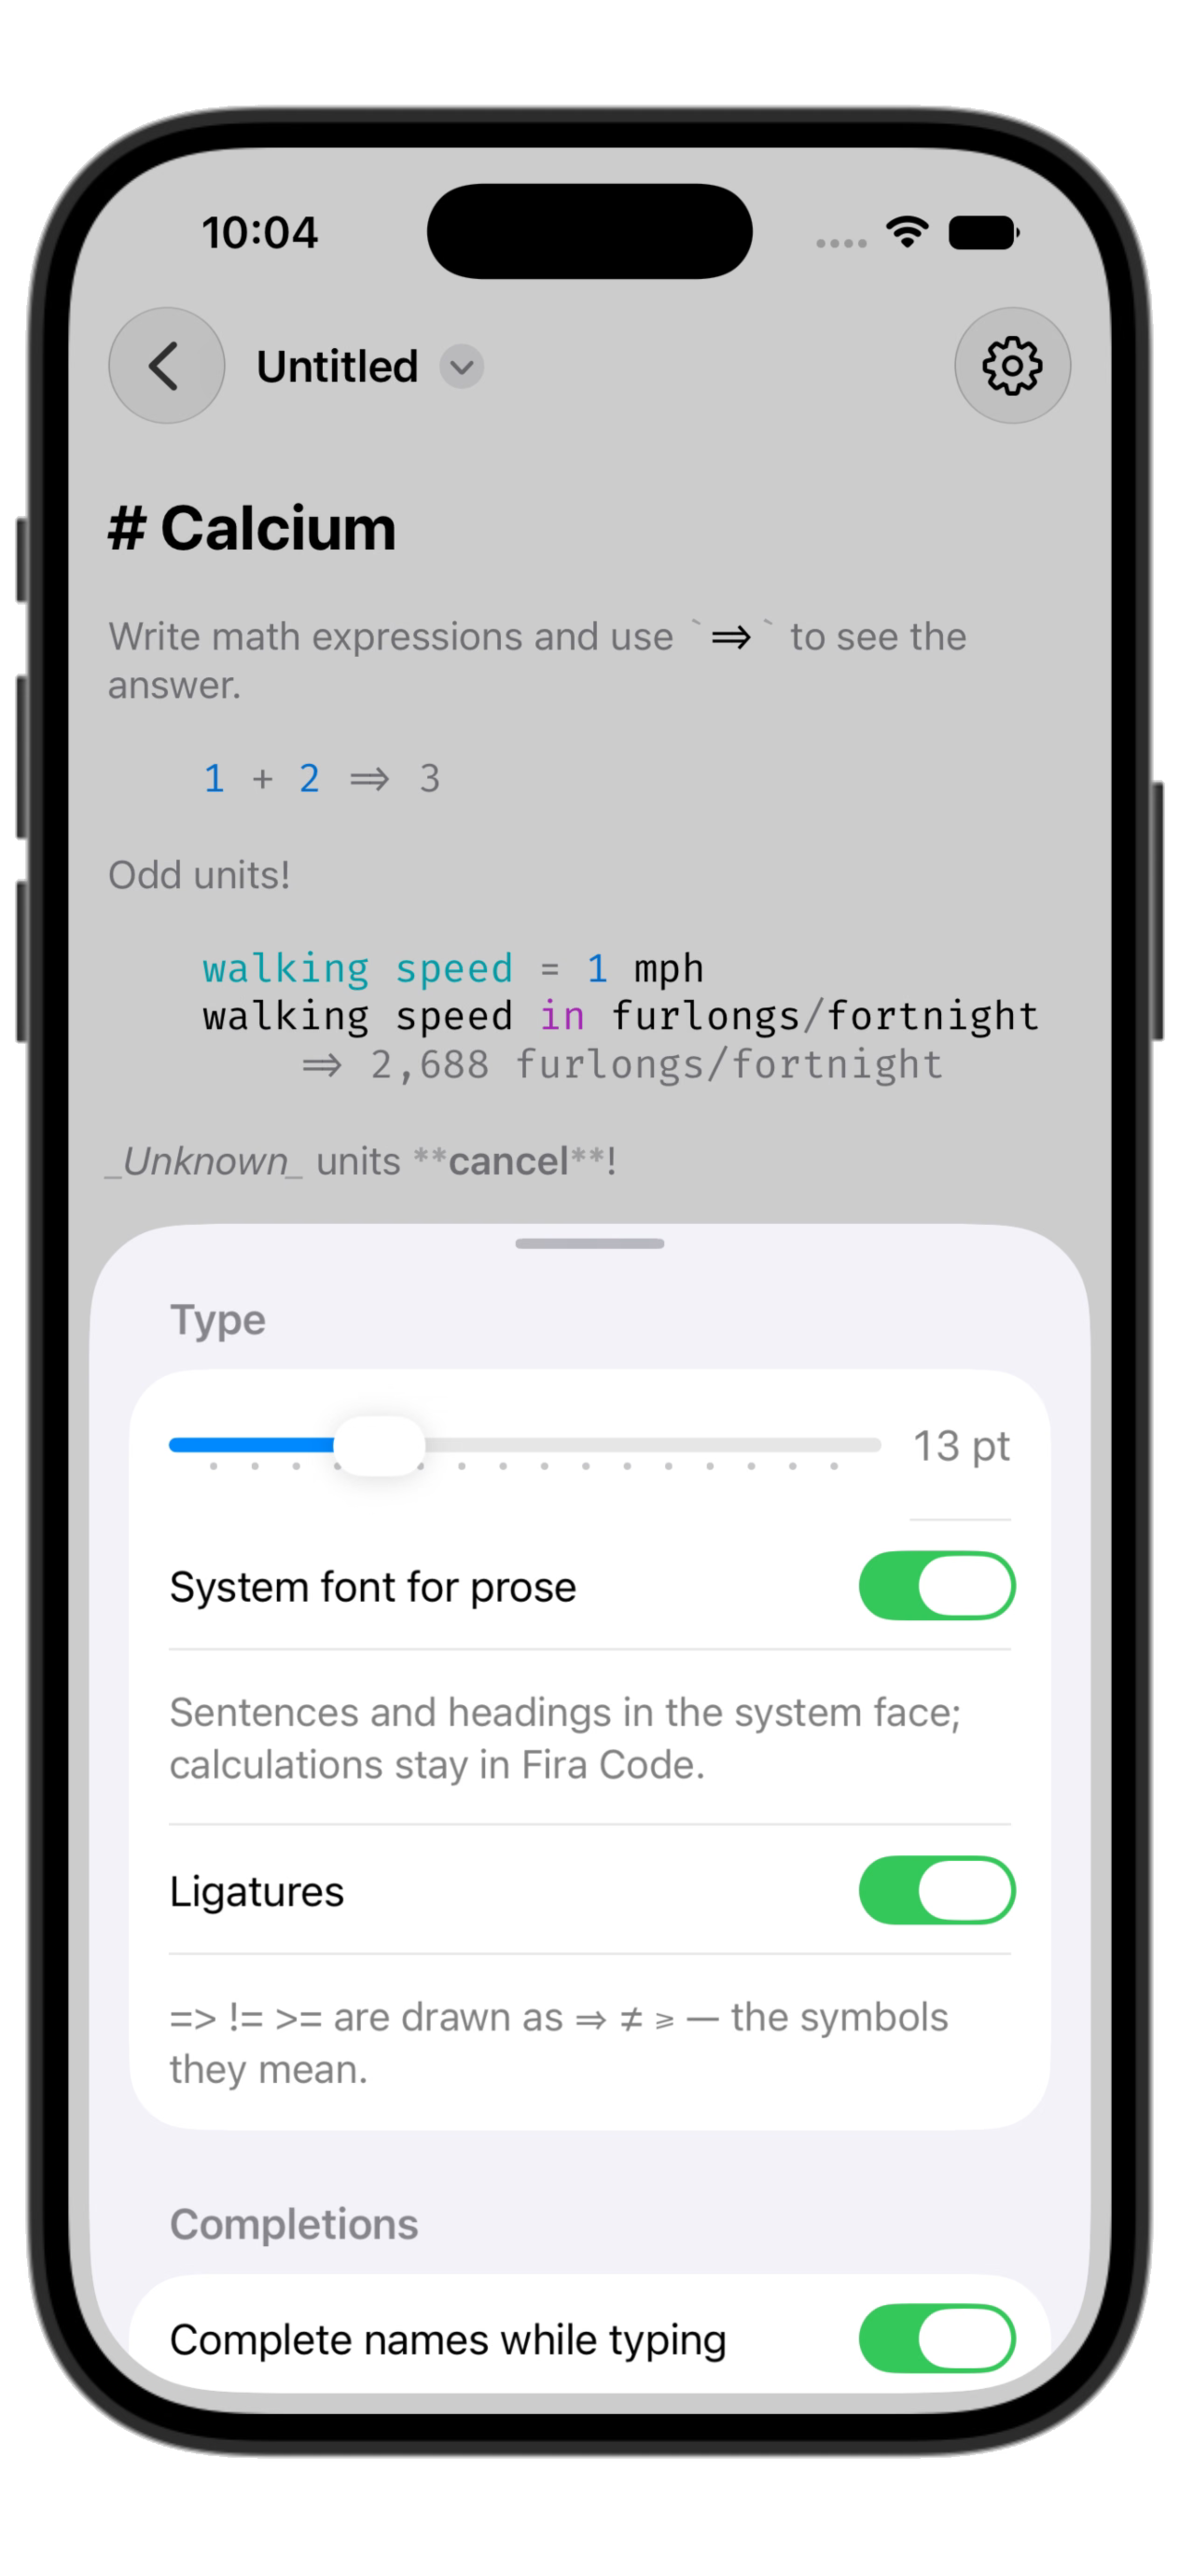 10:04
Untitled
# Calcium
Write math expressions and use `=>` to see the
answer.
1 + 2 => 3
Odd units!
walking speed = 1 mph
walking speed in furlongs/fortnight
=> 2,688 furlongs/fortnight
_Unknown_ units **cancel**!
Type
13 pt
System font for prose
Sentences and headings in the system face;
calculations stay in Fira Code.
Ligatures
=> != >= are drawn as ⇒ ≠ ⩾ — the symbols
they mean.
Completions
Complete names while typing